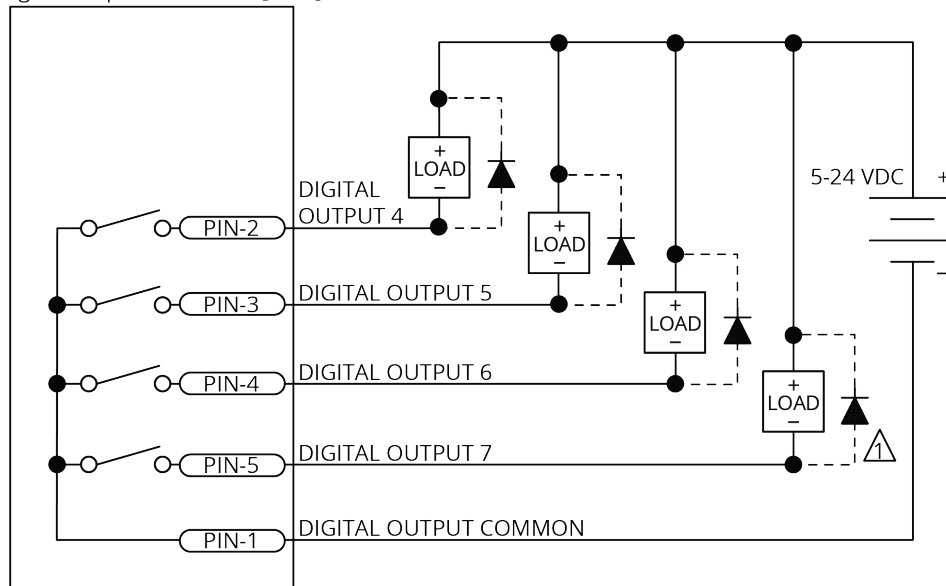 +
LOAD
−
5-24 VDC
+
DIGITAL
OUTPUT 4
PIN-2
+
LOAD
−
−
PIN-3
DIGITAL OUTPUT 5
+
LOAD
−
PIN-4
DIGITAL OUTPUT 6
+
LOAD
−
1
PIN-5
DIGITAL OUTPUT 7
PIN-1
DIGITAL OUTPUT COMMON